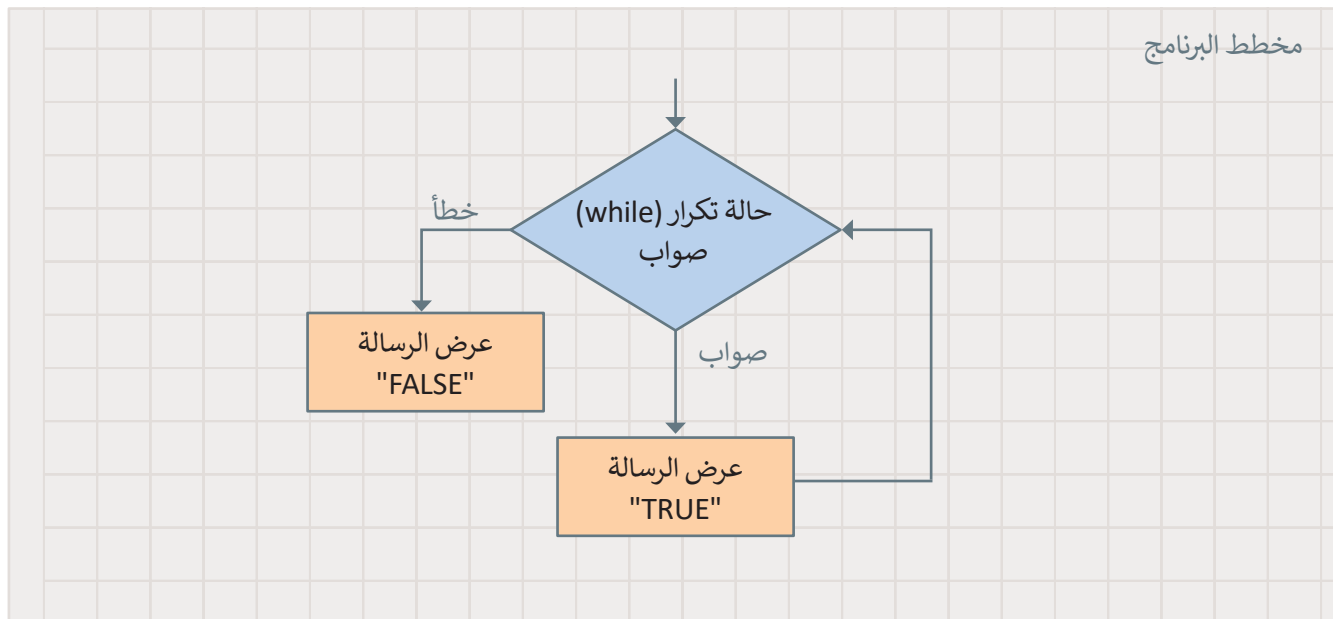 مخطط البرنامج
حالة تكرار (while)
صواب
خطأ
عرض الرسالة
"FALSE"
صواب
عرض الرسالة
"TRUE"